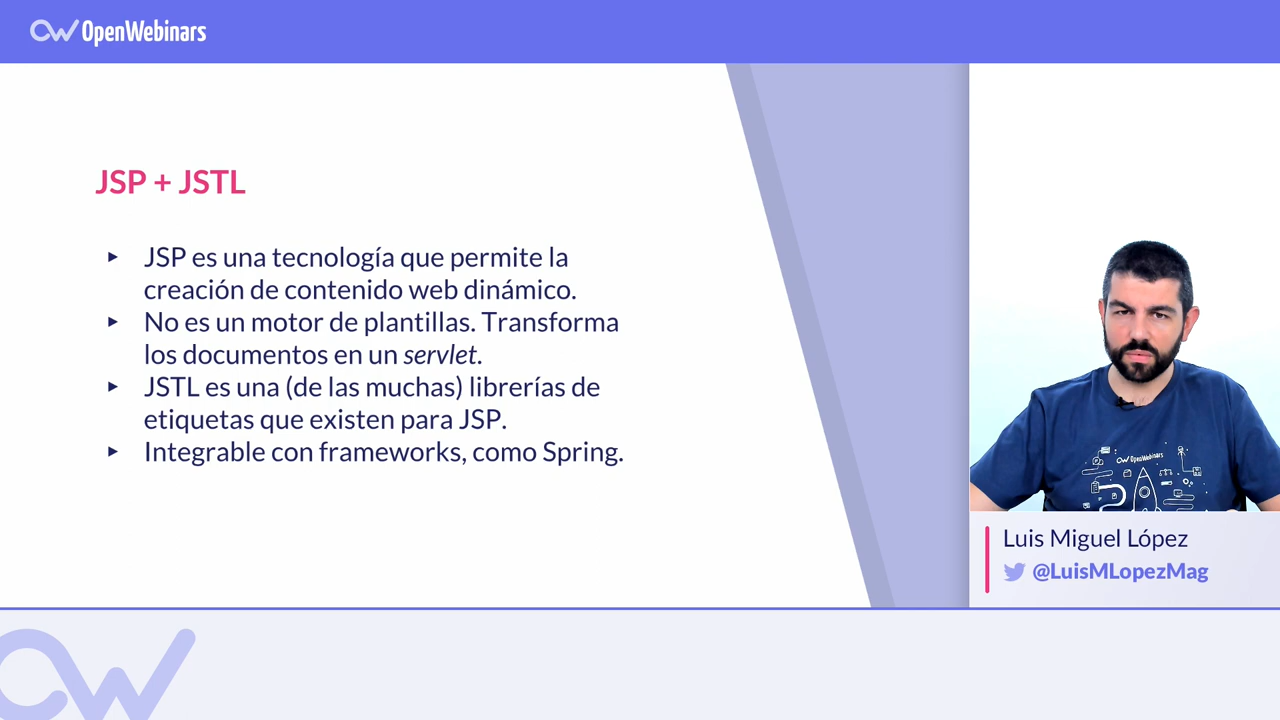 OpenWebinars
JSP + JSTL
▸ JSP es una tecnología que permite la
creación de contenido web dinámico.
▸ No es un motor de plantillas. Transforma
los documentos en un servlet.
▸ JSTL es una (de las muchas) librerías de
etiquetas que existen para JSP.
▸ Integrable con frameworks, como Spring.
OpenWebinars
Luis Miguel López
@LuisMLopezMag